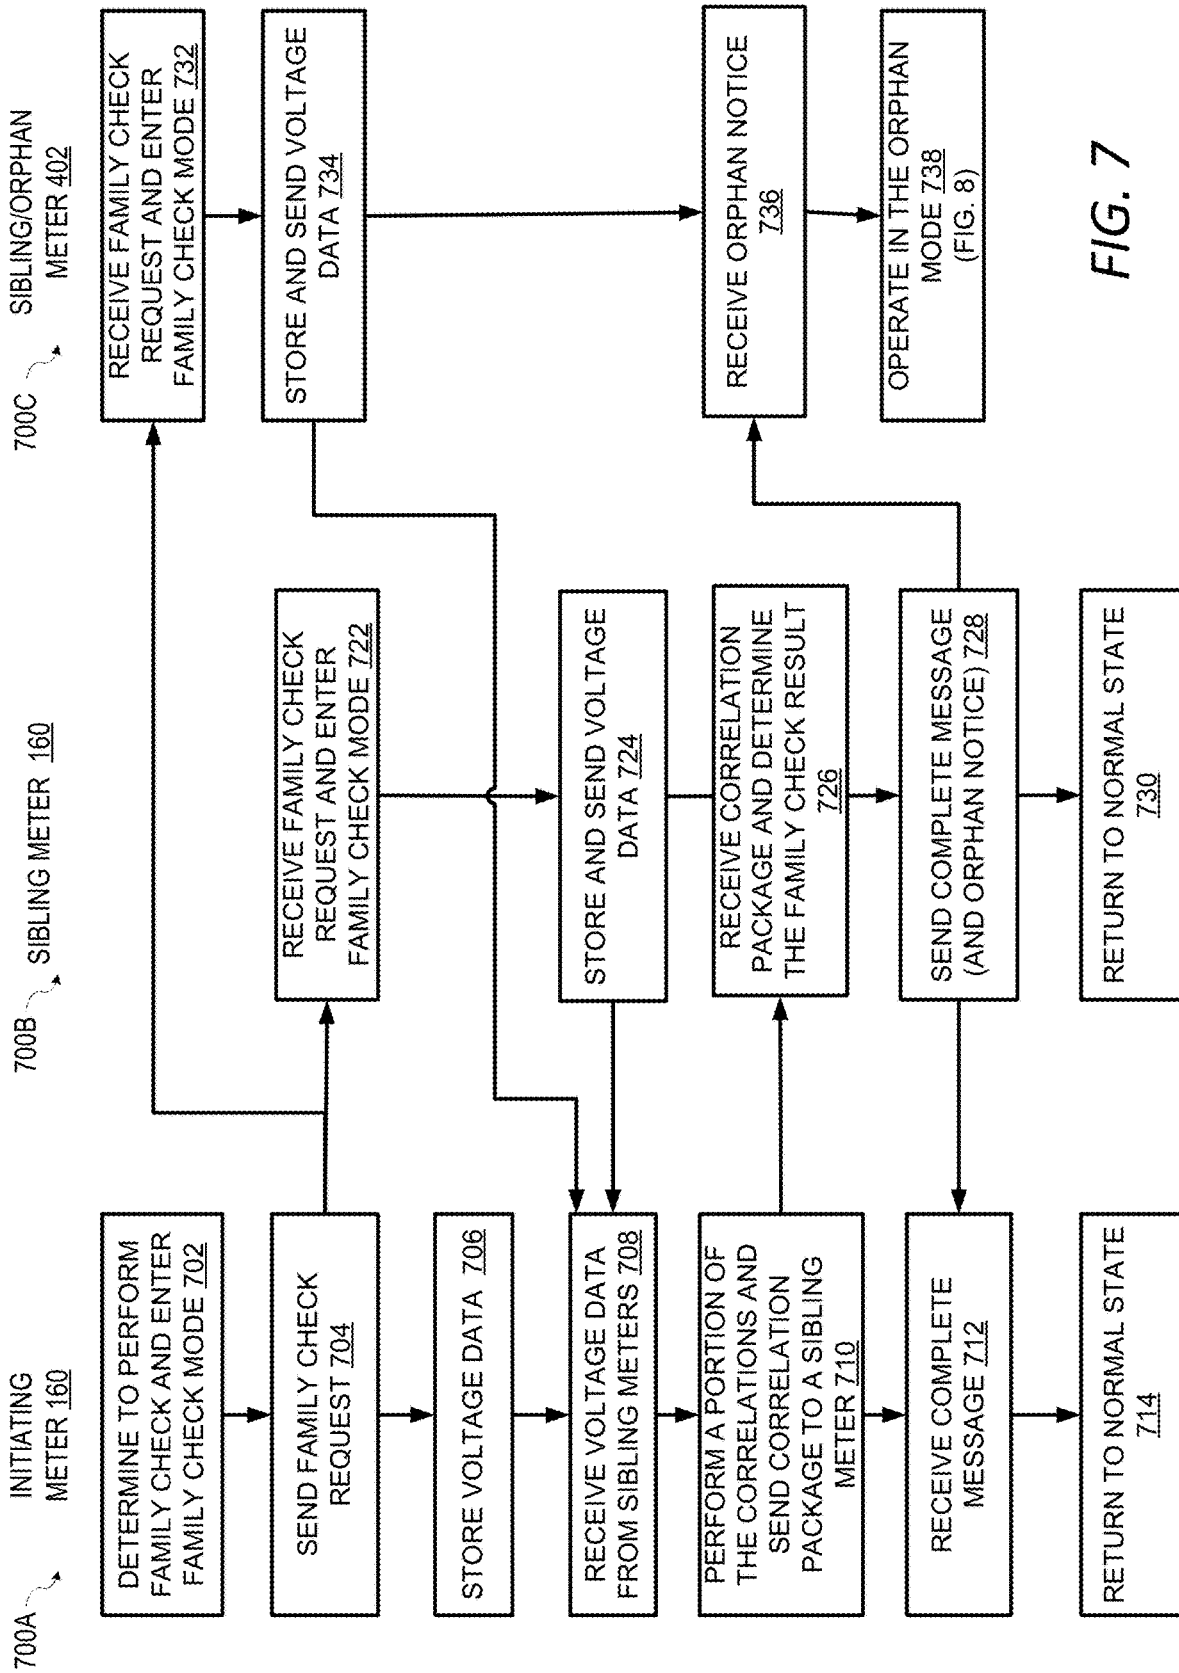 700A
INITIATING
METER 160
DETERMINE TO PERFORM
FAMILY CHECK AND ENTER
FAMILY CHECK MODE 702
SEND FAMILY CHECK
REQUEST 704
STORE VOLTAGE DATA 706
RECEIVE VOLTAGE DATA
FROM SIBLING METERS 708
PERFORM A PORTION OF
THE CORRELATIONS AND
SEND CORRELATION
PACKAGE TO A SIBLING
METER 710
RECEIVE COMPLETE
MESSAGE 712
RETURN TO NORMAL STATE
714
700B
SIBLING METER 160
RECEIVE FAMILY CHECK
REQUEST AND ENTER
FAMILY CHECK MODE 722
STORE AND SEND VOLTAGE
DATA 724
RECEIVE CORRELATION
PACKAGE AND DETERMINE
THE FAMILY CHECK RESULT
726
SEND COMPLETE MESSAGE
(AND ORPHAN NOTICE) 728
RETURN TO NORMAL STATE
730
700C
SIBLING/ORPHAN
METER 402
RECEIVE FAMILY CHECK
REQUEST AND ENTER
FAMILY CHECK MODE 732
STORE AND SEND VOLTAGE
DATA 734
RECEIVE ORPHAN NOTICE
736
OPERATE IN THE ORPHAN
MODE 738
(FIG. 8)
FIG. 7